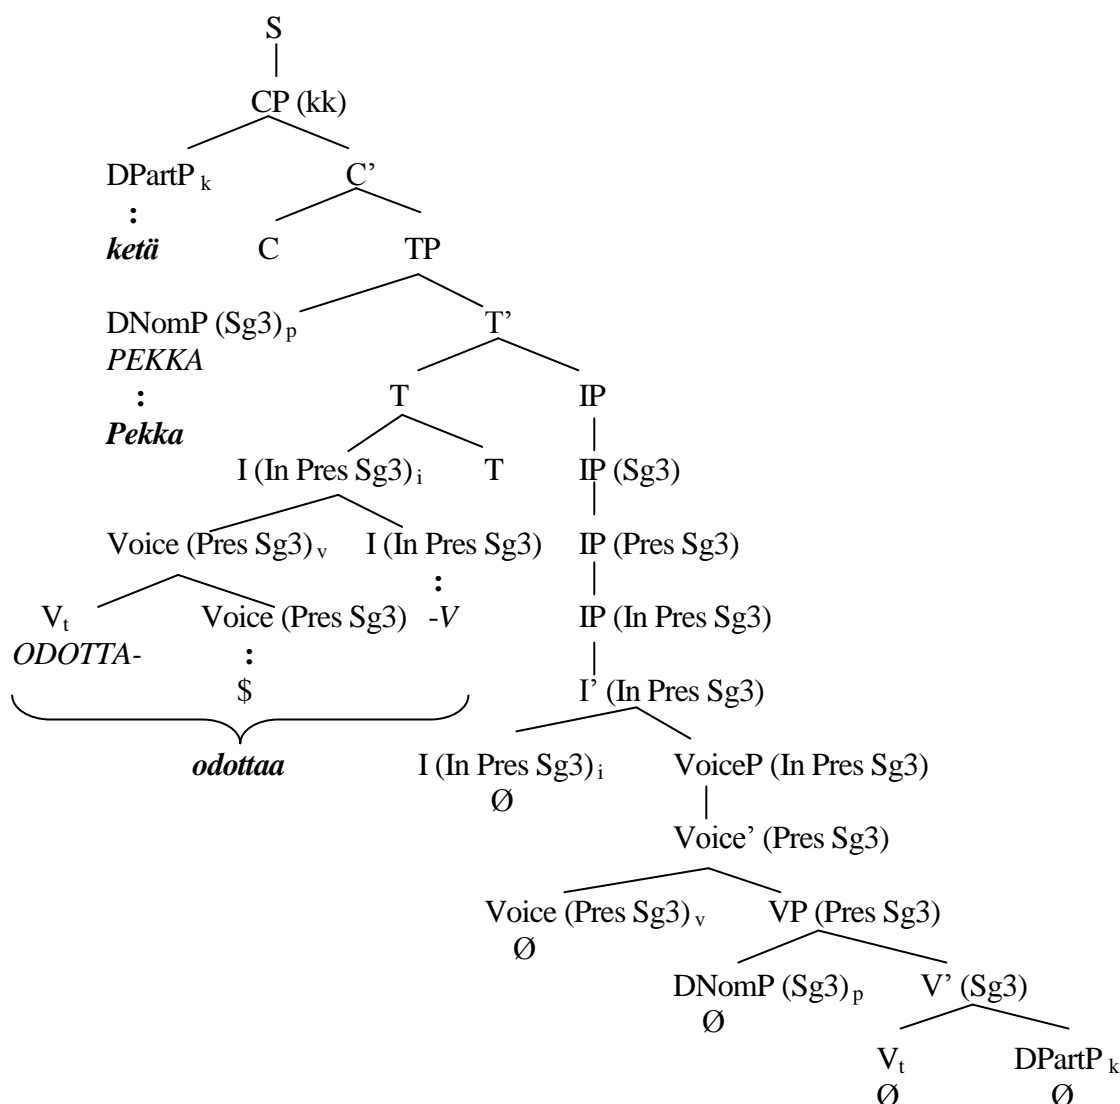 S
CP (kk)
DPartP k C’
:
ketä C TP
DNomP (Sg3) p T’
PEKKA
: T IP
Pekka
I (In Pres Sg3) i T IP (Sg3)
Voice (Pres Sg3) v I (In Pres Sg3) IP (Pres Sg3)
:
V t Voice (Pres Sg3) -V IP (In Pres Sg3)
ODOTTA- :
$ I’ (In Pres Sg3)
odottaa I (In Pres Sg3) i VoiceP (In Pres Sg3)
Ø
Voice’ (Pres Sg3)
Voice (Pres Sg3) v VP (Pres Sg3)
Ø
DNomP (Sg3) p V’ (Sg3)
Ø
V t DPartP k
Ø Ø